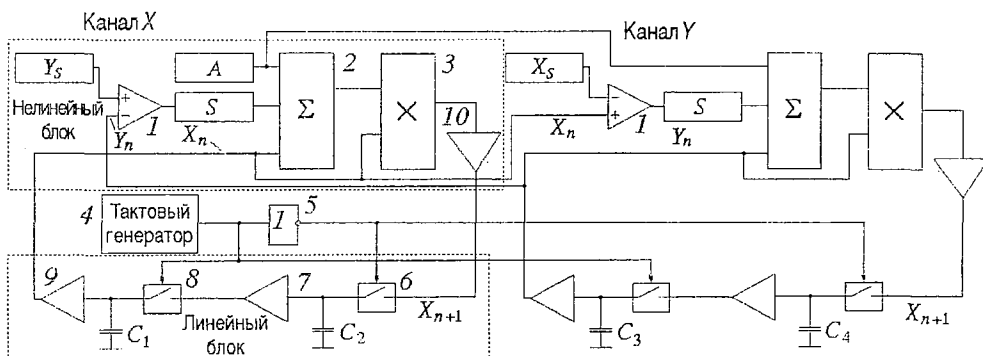 Канал X
Канал Y
Y_S
A
2
3
X_S
Нелинейный
блок
+
−
1
S
Σ
×
10
−
+
1
S
Σ
×
Y_n
X_n
X_n
Y_n
4
Тактовый
генератор
1
5
9
8
7
6
X_{n+1}
X_{n+1}
C_1
Линейный
блок
C_2
C_3
C_4